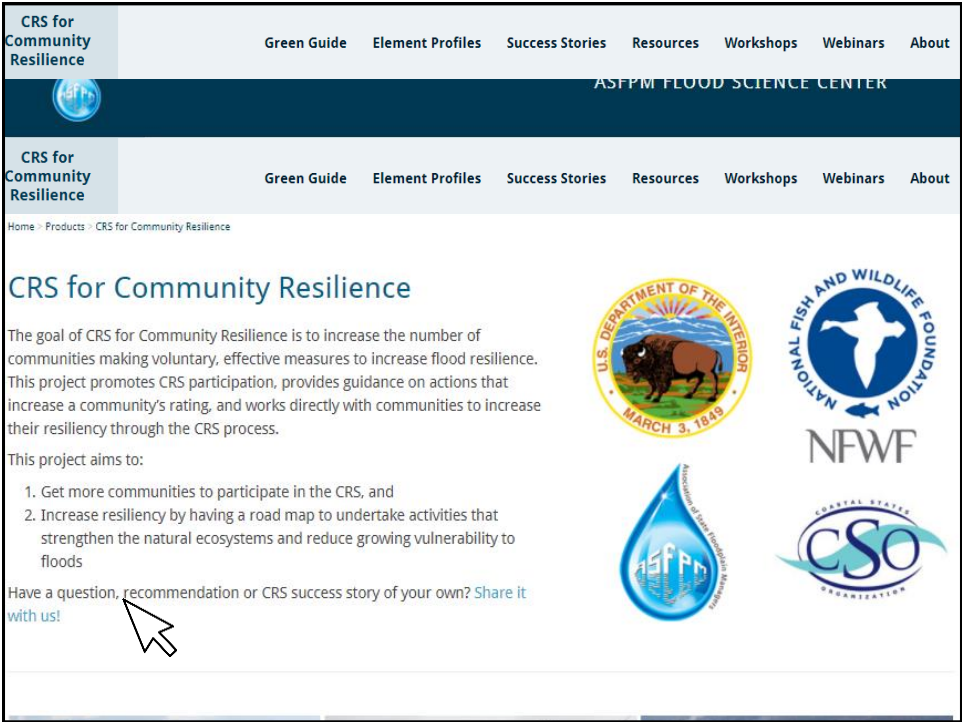 CRS for
Community
Resilience
Green Guide Element Profiles Success Stories Resources Workshops Webinars About
ASFPM FLOOD SCIENCE CENTER
ASFPM
CRS for
Community
Resilience
Green Guide Element Profiles Success Stories Resources Workshops Webinars About
Home > Products > CRS for Community Resilience
CRS for Community Resilience
The goal of CRS for Community Resilience is to increase the number of
communities making voluntary, effective measures to increase flood resilience.
This project promotes CRS participation, provides guidance on actions that
increase a community's rating, and works directly with communities to increase
their resiliency through the CRS process.
This project aims to:
1. Get more communities to participate in the CRS, and
2. Increase resiliency by having a road map to undertake activities that
strengthen the natural ecosystems and reduce growing vulnerability to
floods
Have a question, recommendation or CRS success story of your own? Share it
with us!
U.S. DEPARTMENT OF THE INTERIOR
MARCH 3, 1849
NATIONAL FISH AND WILDLIFE FOUNDATION
NFWF
Association of State Floodplain Managers
ASFPM
COASTAL STATES
CSO
ORGANIZATION